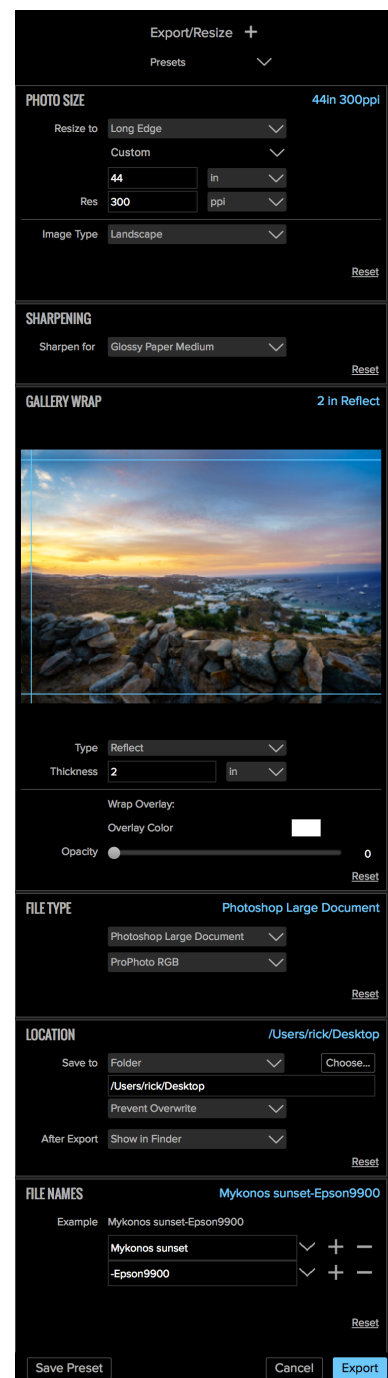 Export/Resize +
Presets
PHOTO SIZE 44in 300ppi
Resize to Long Edge
Custom
44 in
Res 300 ppi
Image Type Landscape
Reset
SHARPENING
Sharpen for Glossy Paper Medium
Reset
GALLERY WRAP 2 in Reflect
Type Reflect
Thickness 2 in
Wrap Overlay:
Overlay Color
Opacity 0
Reset
FILE TYPE Photoshop Large Document
Photoshop Large Document
ProPhoto RGB
Reset
LOCATION /Users/rick/Desktop
Save to Folder Choose...
/Users/rick/Desktop
Prevent Overwrite
After Export Show in Finder
Reset
FILE NAMES Mykonos sunset-Epson9900
Example Mykonos sunset-Epson9900
Mykonos sunset + −
-Epson9900 + −
Reset
Save Preset Cancel Export